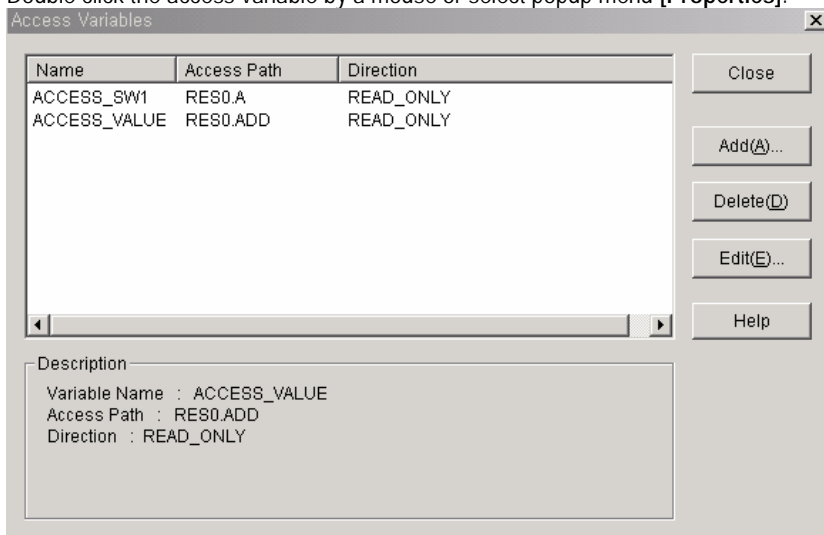 Double click the access variable by a mouse or select popup menu [Properties].
Access Variables
Name Access Path Direction Close
ACCESS_SW1 RES0.A READ_ONLY
ACCESS_VALUE RES0.ADD READ_ONLY
Add(A)...
Delete(D)
Edit(E)...
Help
Description
Variable Name : ACCESS_VALUE
Access Path : RES0.ADD
Direction : READ_ONLY